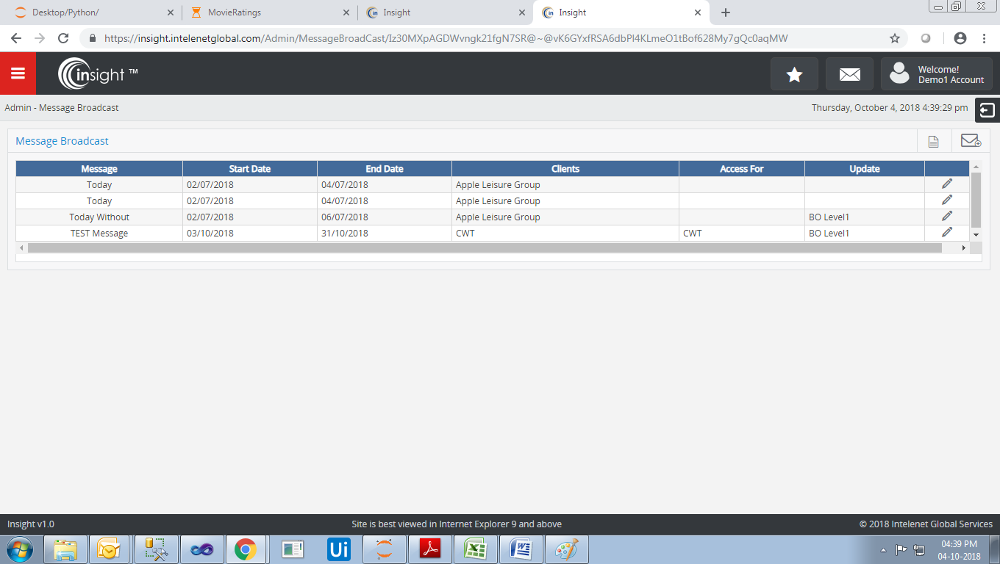 Desktop/Python/ MovieRatings Insight Insight
https://insight.intelenetglobal.com/Admin/MessageBroadCast/Iz30MXpAGDWvngk21fgN7SR@~@vK6GYxfRSA6dbPl4KLmeO1tBof628My7gQc0aqMW
insight ™
Welcome!
Demo1 Account
Admin - Message Broadcast Thursday, October 4, 2018 4:39:29 pm
Message Broadcast
Message Start Date End Date Clients Access For Update
Today 02/07/2018 04/07/2018 Apple Leisure Group
Today 02/07/2018 04/07/2018 Apple Leisure Group
Today Without 02/07/2018 06/07/2018 Apple Leisure Group BO Level1
TEST Message 03/10/2018 31/10/2018 CWT CWT BO Level1
Insight v1.0 Site is best viewed in Internet Explorer 9 and above © 2018 Intelenet Global Services
Ui
04:39 PM
04-10-2018